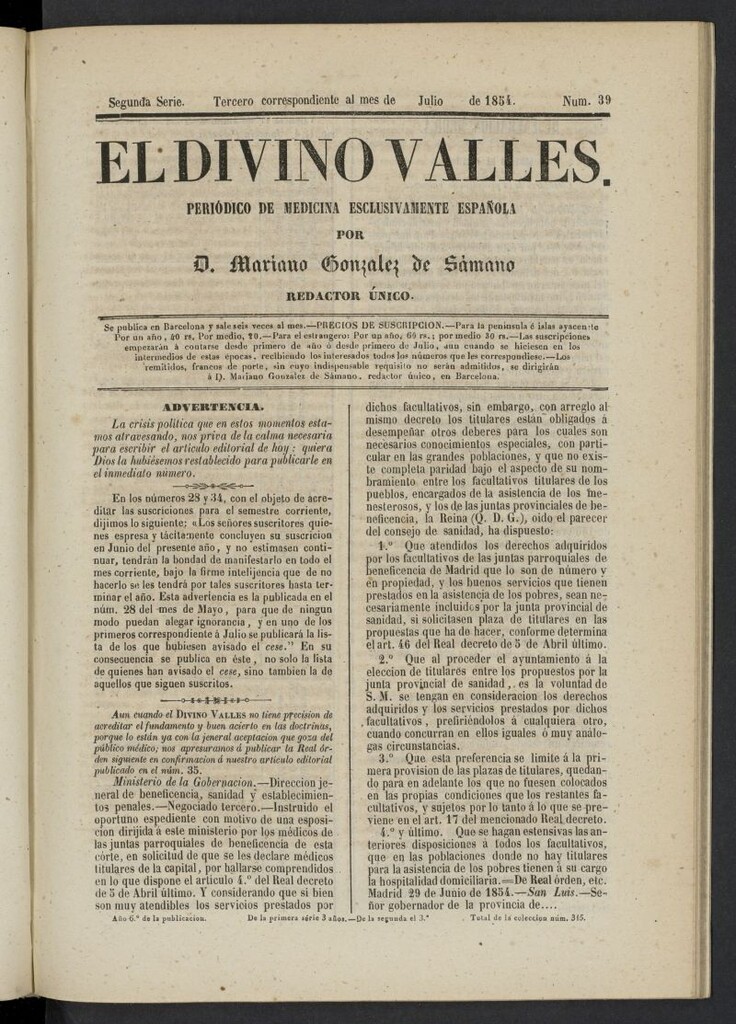 Segunda Serie. Tercero correspondiente al mes de Julio de 1854. Num. 39
EL DIVINO VALLES.
PERIÓDICO DE MEDICINA ESCLUSIVAMENTE ESPAÑOLA
POR
D. Mariano Gonzalez de Sámano
REDACTOR ÚNICO.
Se publica en Barcelona y sale seis veces al mes.—PRECIOS DE SUSCRIPCION.—Para la península é islas ayacente
Por un año, 40 rs. Por medio, 20.—Para el estrangero: Por un año, 60 rs.; por medio 30 rs.—Las suscripciones
empezarán á contarse desde primero de año ó desde primero de Julio, aun cuando se hiciesen en los
intermedios de estas épocas, recibiendo los interesados todos los números que les correspondiese.—Los
remitidos, francos de porte, sin cuyo indispensable requisito no serán admitidos, se dirigirán
á D. Mariano Gonzalez de Sámano, redactor único, en Barcelona.
ADVERTENCIA.
La crisis política que en estos momentos esta-
mos atravesando, nos priva de la calma necesaria
para escribir el artículo editorial de hoy: quiera
Dios la hubiésemos restablecido para publicarle en
el inmediato número.
En los números 28 y 34, con el objeto de acre-
ditar las suscriciones para el semestre corriente,
dijimos lo siguiente; «Los señores suscritores quie-
nes espresa y tácitamente concluyen su suscricion
en Junio del presente año, y no estimasen conti-
nuar, tendrán la bondad de manifestarlo en todo el
mes corriente, bajo la firme intelijencia que de no
hacerlo se les tendrá por tales suscritores hasta ter-
minar el año. Esta advertencia es la publicada en el
núm. 28 del mes de Mayo, para que de ningun
modo puedan alegar ignorancia, y en uno de los
primeros correspondiente á Julio se publicará la lis-
ta de los que hubiesen avisado el cese.” En su
consecuencia se publica en éste, no solo la lista
de quienes han avisado el cese, sino tambien la de
aquellos que siguen suscritos.
Aun cuando el DIVINO VALLES no tiene precision de
acreditar el fundamento y buen acierto en las doctrinas,
porque lo están ya con la jeneral aceptacion que goza del
público médico; nos apresuramos á publicar la Real ór-
den siguiente en confirmacion á nuestro artículo editorial
publicado en el núm. 35.
Ministerio de la Gobernacion.—Direccion je-
neral de beneficencia, sanidad y establecimien-
tos penales.—Negociado tercero.—Instruido el
oportuno espediente con motivo de una esposi-
cion dirijida á este ministerio por los médicos de
las juntas parroquiales de beneficencia de esta
córte, en solicitud de que se les declare médicos
titulares de la capital, por hallarse comprendidos
en lo que dispone el artículo 4.º del Real decreto
de 5 de Abril último. Y considerando que si bien
son muy atendibles los servicios prestados por
dichos facultativos, sin embargo, con arreglo al
mismo decreto los titulares están obligados á
desempeñar otros deberes para los cuales son
necesarios conocimientos especiales, con parti-
cular en las grandes poblaciones, y que no exis-
te completa paridad bajo el aspecto de su nom-
bramiento entre los facultativos titulares de los
pueblos, encargados de la asistencia de los me-
nesterosos, y los de las juntas provinciales de be-
neficencia, la Reina (Q. D. G.), oido el parecer
del consejo de sanidad, ha dispuesto:
1.º Que atendidos los derechos adquiridos
por los facultativos de las juntas parroquiales de
beneficencia de Madrid que lo son de número y
en propiedad, y los buenos servicios que tienen
prestados en la asistencia de los pobres, sean ne-
cesariamente incluidos por la junta provincial de
sanidad, si solicitasen plaza de titulares en las
propuestas que ha de hacer, conforme determina
el art. 46 del Real decreto de 5 de Abril último.
2.º Que al proceder el ayuntamiento á la
eleccion de titulares entre los propuestos por la
junta provincial de sanidad, es la voluntad de
S. M. se tengan en consideracion los derechos
adquiridos y los servicios prestados por dichos
facultativos, prefiriéndolos á cualquiera otro,
cuando concurran en ellos iguales ó muy análo-
gas circunstancias.
3.º Que esta preferencia se limite á la pri-
mera provision de las plazas de titulares, quedan-
do para en adelante los que no fuesen colocados
en las propias condiciones que los restantes fa-
cultativos, y sujetos por lo tanto á lo que se pre-
viene en el art. 17 del mencionado Real decreto.
4.º y último. Que se hagan estensivas las an-
teriores disposiciones á todos los facultativos,
que en las poblaciones donde no hay titulares
para la asistencia de los pobres tienen á su cargo
la hospitalidad domiciliaria.—De Real órden, etc.
Madrid 29 de Junio de 1854.—San Luis.—Se-
ñor gobernador de la provincia de....
Año 6.º de la publicacion. De la primera série 3 años.—De la segunda el 3.º Total de la coleccion núm. 315.